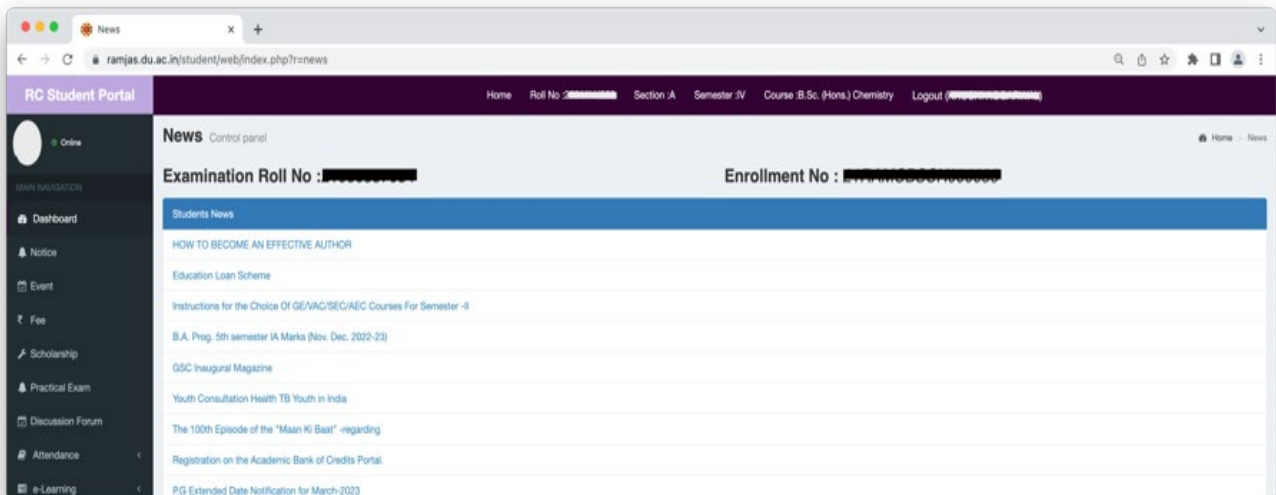 News
ramjas.du.ac.in/student/web/index.php?r=news
RC Student Portal
Home Roll No : Section :A Semester :IV Course :B.Sc. (Hons.) Chemistry Logout (
Online
News Control panel
Home > News
Examination Roll No :
Enrollment No :
MAIN NAVIGATION
Dashboard
Notice
Event
₹ Fee
Scholarship
Practical Exam
Discussion Forum
Attendance
e-Learning
Students News
HOW TO BECOME AN EFFECTIVE AUTHOR
Education Loan Scheme
Instructions for the Choice Of GE/VAC/SEC/AEC Courses For Semester -II
B.A. Prog. 5th semester IA Marks (Nov. Dec. 2022-23)
GSC Inaugural Magazine
Youth Consultation Health TB Youth in India
The 100th Episode of the "Maan Ki Baat" -regarding
Registration on the Academic Bank of Credits Portal.
P.G Extended Date Notification for March-2023